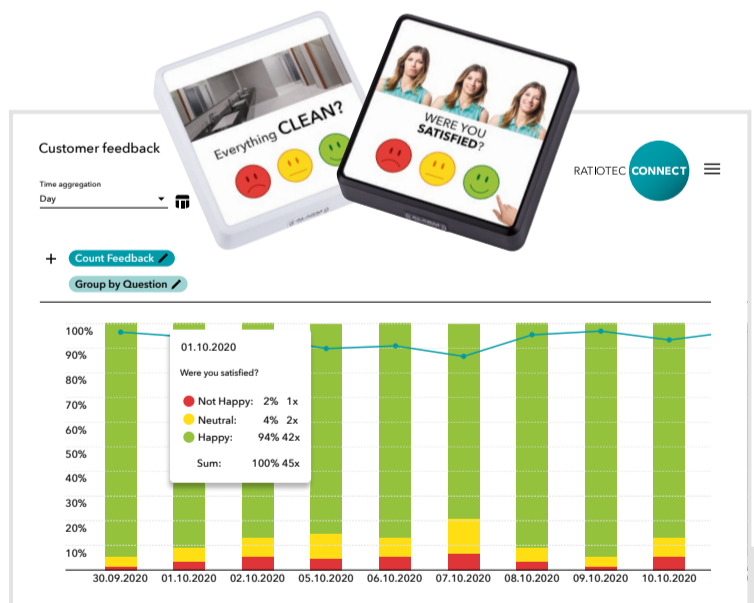 Everything CLEAN?
WERE YOU
SATISFIED?
Customer feedback
RATIOTEC CONNECT
Time aggregation
Day
+ Count Feedback
Group by Question
100%
90%
80%
70%
60%
50%
40%
30%
20%
10%
01.10.2020
Were you satisfied?
Not Happy: 2% 1x
Neutral: 4% 2x
Happy: 94% 42x
Sum: 100% 45x
30.09.2020 01.10.2020 02.10.2020 05.10.2020 06.10.2020 07.10.2020 08.10.2020 09.10.2020 10.10.2020